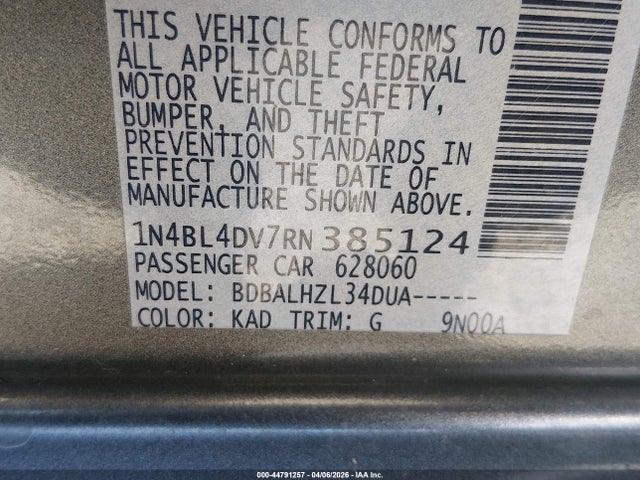 THIS VEHICLE CONFORMS TO
ALL APPLICABLE FEDERAL
MOTOR VEHICLE SAFETY,
BUMPER, AND THEFT
PREVENTION STANDARDS IN
EFFECT ON THE DATE OF
MANUFACTURE SHOWN ABOVE.
1N4BL4DV7RN385124
PASSENGER CAR 628060
MODEL: BDBALHZL34DUA-----
COLOR: KAD TRIM: G 9N00A
000-44791257 - 04/06/2026 - IAA Inc.